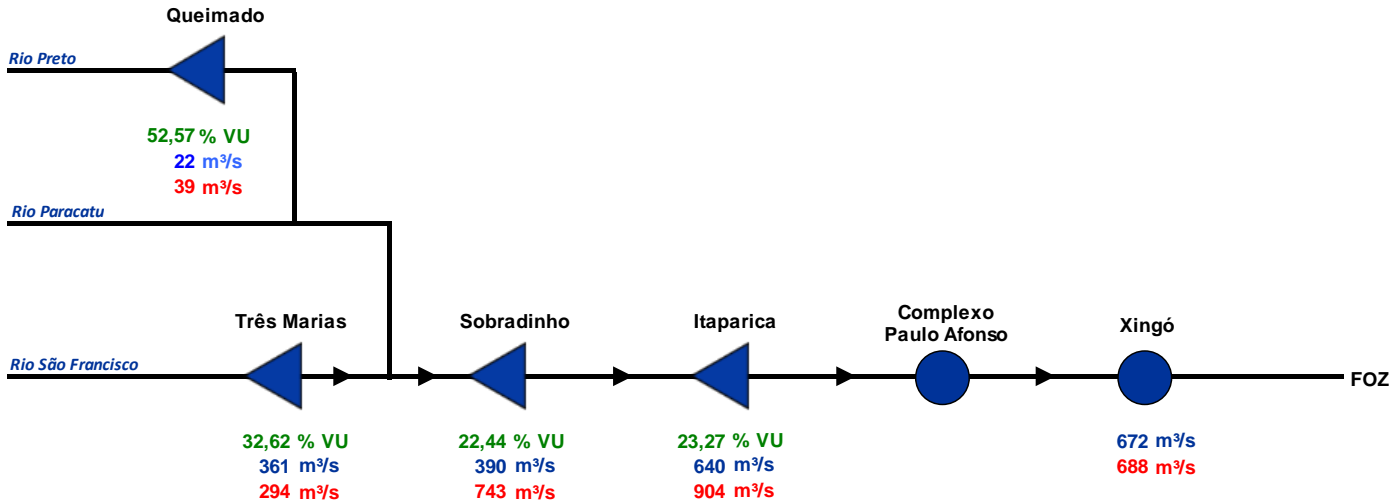 Queimado
Rio Preto
52,57 % VU
22 m³/s
39 m³/s
Rio Paracatu
Três Marias
Sobradinho
Itaparica
Complexo
Paulo Afonso
Xingó
Rio São Francisco
FOZ
32,62 % VU
361 m³/s
294 m³/s
22,44 % VU
390 m³/s
743 m³/s
23,27 % VU
640 m³/s
904 m³/s
672 m³/s
688 m³/s